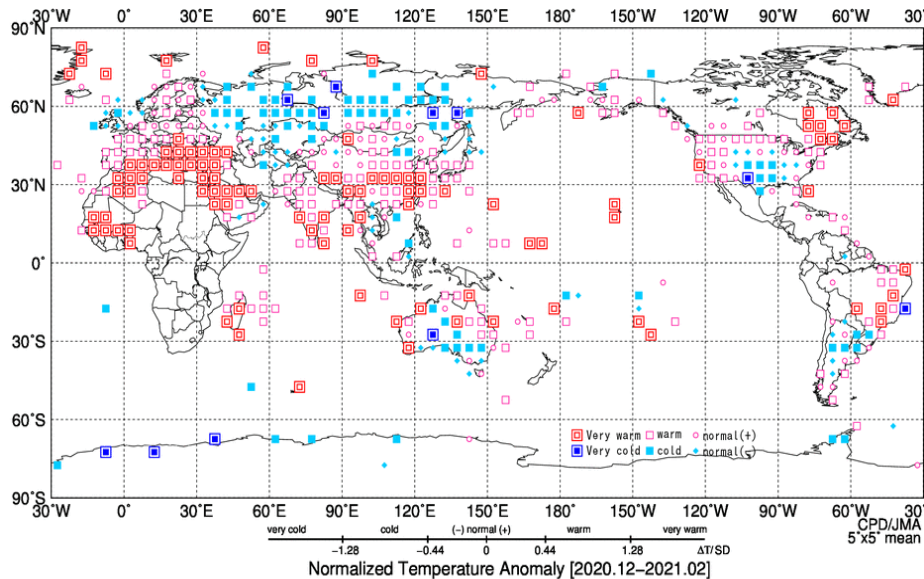 30°W 0° 30°E 60°E 90°E 120°E 150°E 180° 150°W 120°W 90°W 60°W 30°W
90°N
60°N
30°N
0°
30°S
60°S
90°S
Very warm warm normal(+)
Very cold cold normal(-)
30°W 0° 30°E 60°E 90°E 120°E 150°E 180° 150°W 120°W 90°W 60°W 30°W
CPD/JMA
5°x5° mean
very cold cold (-) normal (+) warm very warm
-1.28 -0.44 0 0.44 1.28 ΔT/SD
Normalized Temperature Anomaly [2020.12-2021.02]